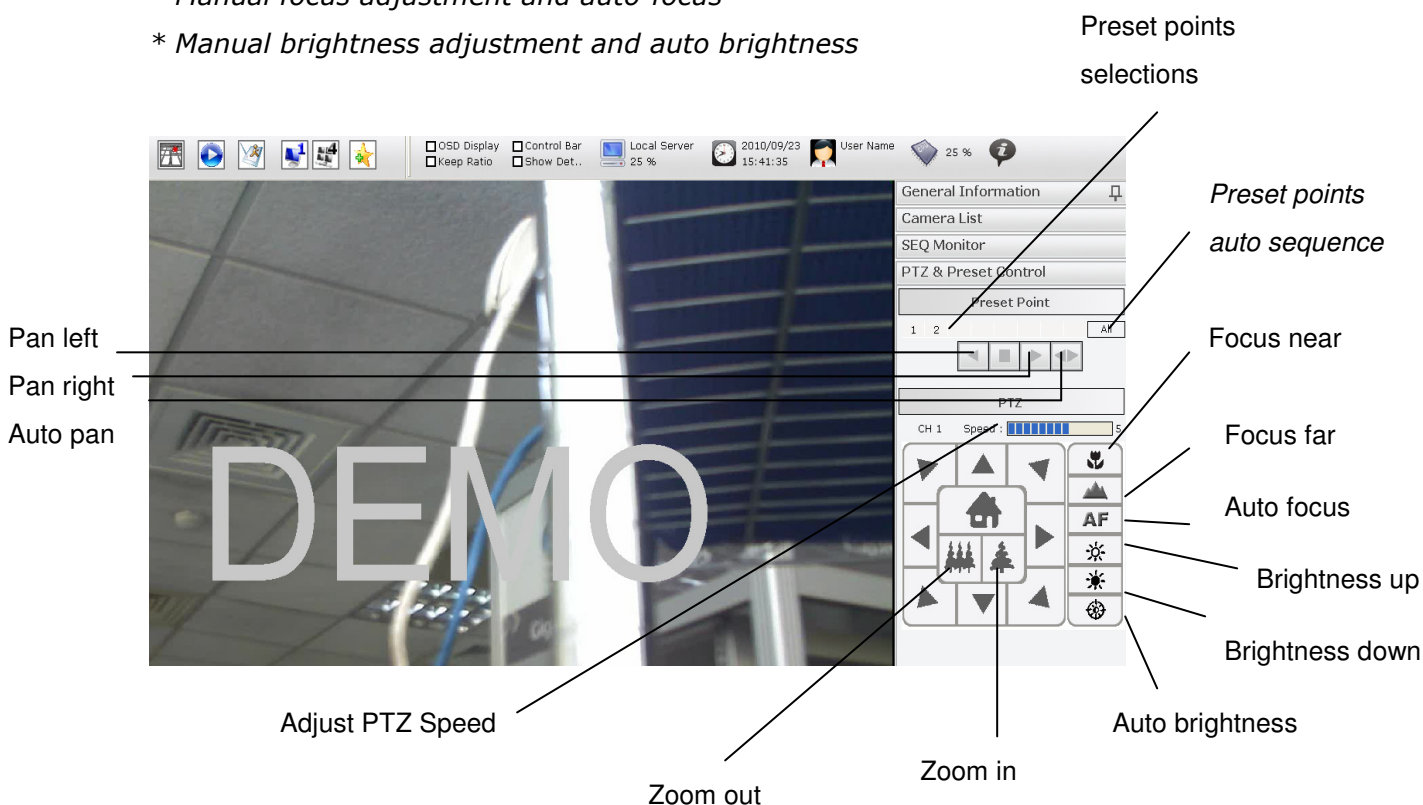 * Manual brightness adjustment and auto brightness
Preset points
selections
OSD Display
Keep Ratio
Control Bar
Show Det..
Local Server
25 %
2010/09/23
15:41:35
User Name
25 %
General Information
Camera List
SEQ Monitor
PTZ & Preset Control
Preset Point
1 2
All
Preset points
auto sequence
Pan left
Pan right
Auto pan
Focus near
PTZ
CH 1 Speed : 5
Focus far
AF
Auto focus
Brightness up
Brightness down
DEMO
Adjust PTZ Speed
Auto brightness
Zoom in
Zoom out